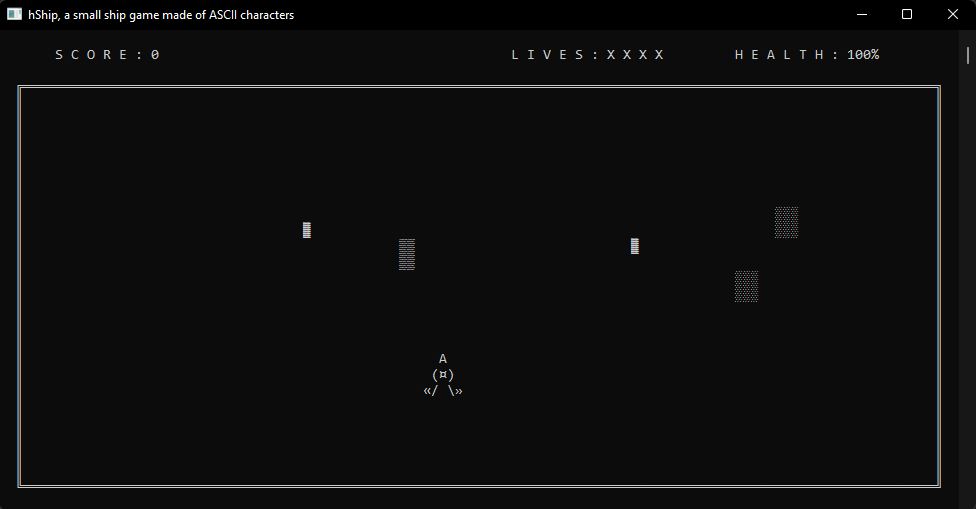 hShip, a small ship game made of ASCII characters
S C O R E : 0 L I V E S : X X X X H E A L T H : 100%
A
(¤)
«/ \»